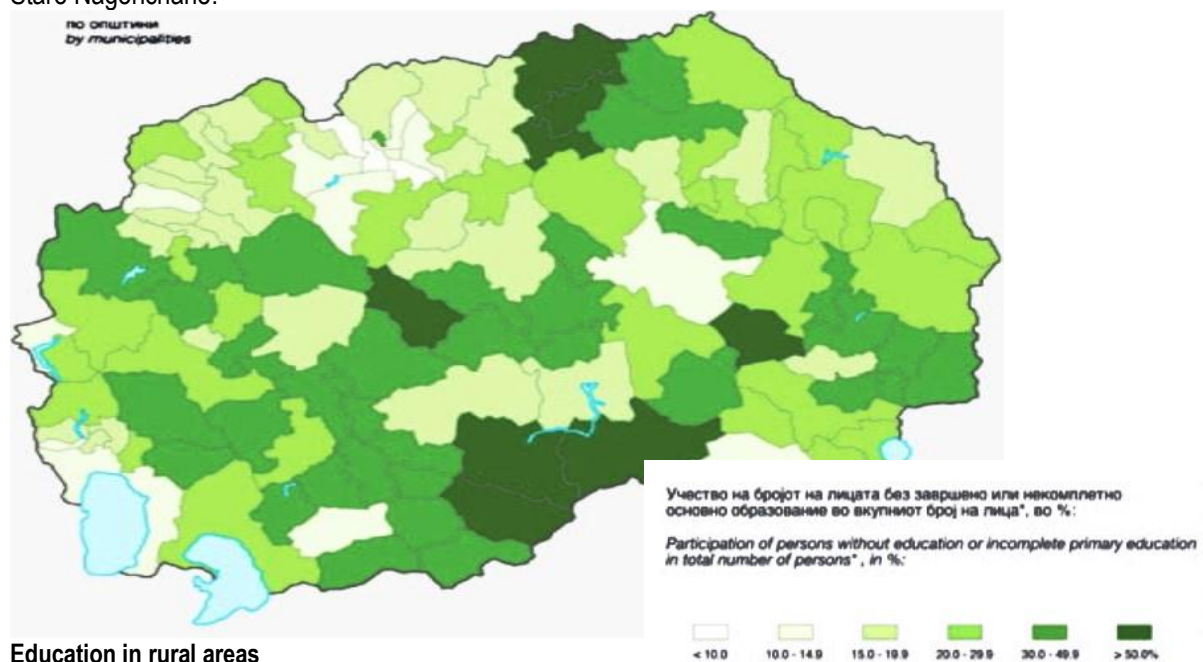 Staro Nagorichano.
по општини
by municipalities
Учество на бројот на лицата без завршено или некомплетно
основно образование во вкупниот број на лица*, во %:
Participation of persons without education or incomplete primary education
in total number of persons* , in %:
< 10.0 10.0 - 14.9 15.0 - 19.9 20.0 - 29.9 30.0 - 49.9 > 50.0%
Education in rural areas